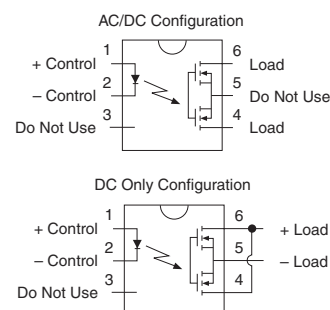 AC/DC Configuration
1 6
+ Control Load
2 5
– Control Do Not Use
3 4
Do Not Use Load
DC Only Configuration
1 6
+ Control + Load
2 5
– Control – Load
3 4
Do Not Use